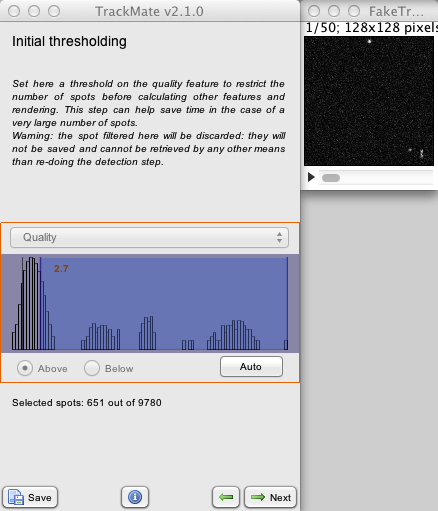 TrackMate v2.1.0
FakeTr...
1/50; 128x128 pixels
Initial thresholding
Set here a threshold on the quality feature to restrict the
number of spots before calculating other features and
rendering. This step can help save time in the case of a
very large number of spots.
Warning: the spot filtered here will be discarded: they will
not be saved and cannot be retrieved by any other means
than re-doing the detection step.
Quality
2.7
Above
Below
Auto
Selected spots: 651 out of 9780
Save
Next